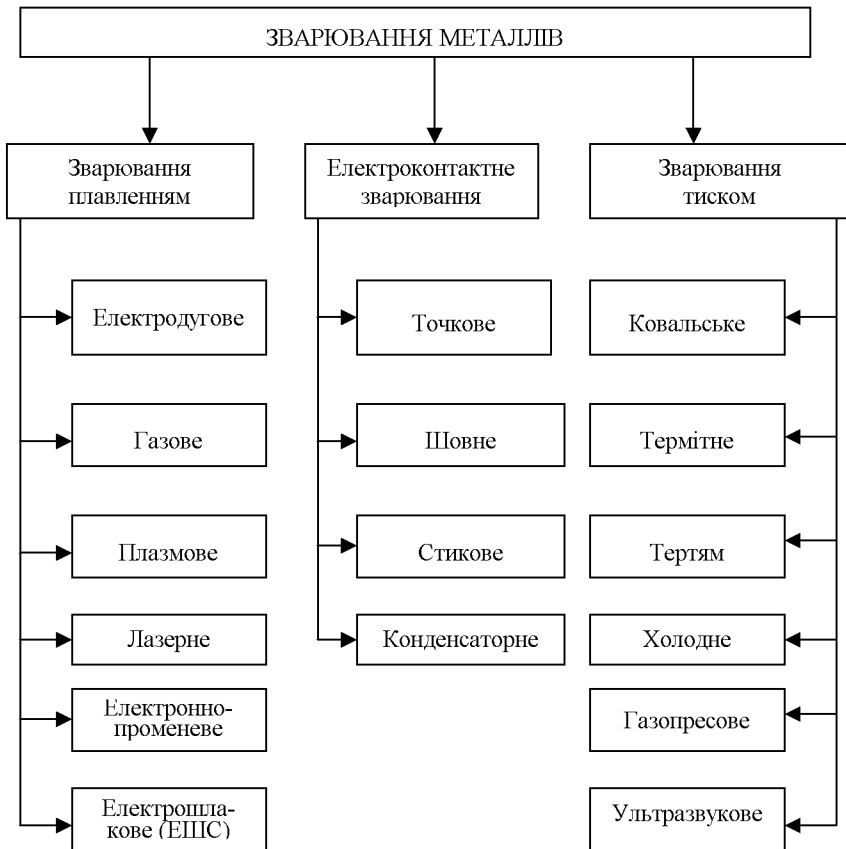 ЗВАРЮВАННЯ МЕТАЛЛІВ
Зварювання
плавленням
Електроконтактне
зварювання
Зварювання
тиском
Електродугове
Газове
Плазмове
Лазерне
Електронно-
променеве
Електрошла-
кове (ЕШС)
Точкове
Шовне
Стикове
Конденсаторне
Ковальське
Термітне
Тертям
Холодне
Газопресове
Ультразвукове